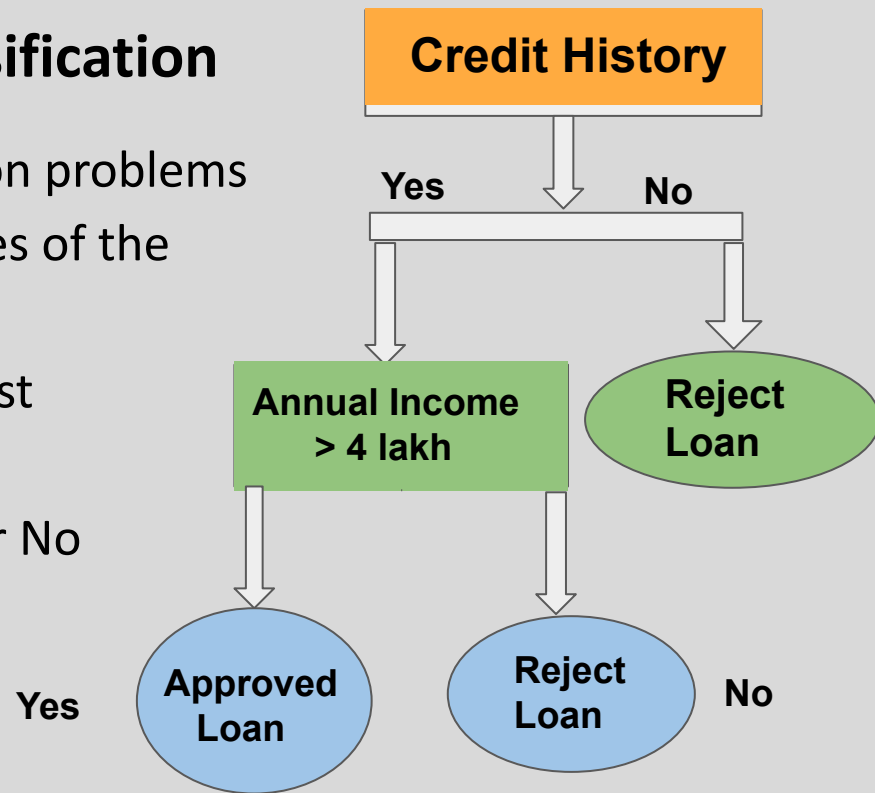 sification
on problems
es of the
st
r No
Credit History
Yes
No
Annual Income
> 4 lakh
Reject
Loan
Approved
Loan
Reject
Loan
Yes
No